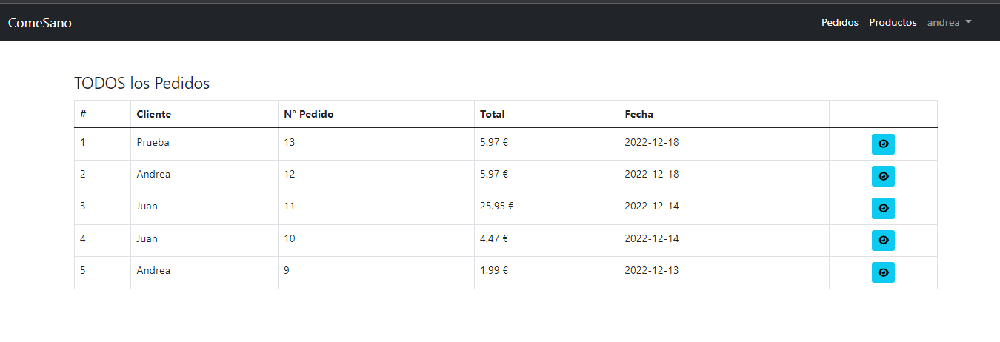 ComeSano Pedidos Productos andrea
TODOS los Pedidos
# Cliente N° Pedido Total Fecha
1 Prueba 13 5.97 € 2022-12-18
2 Andrea 12 5.97 € 2022-12-18
3 Juan 11 25.95 € 2022-12-14
4 Juan 10 4.47 € 2022-12-14
5 Andrea 9 1.99 € 2022-12-13